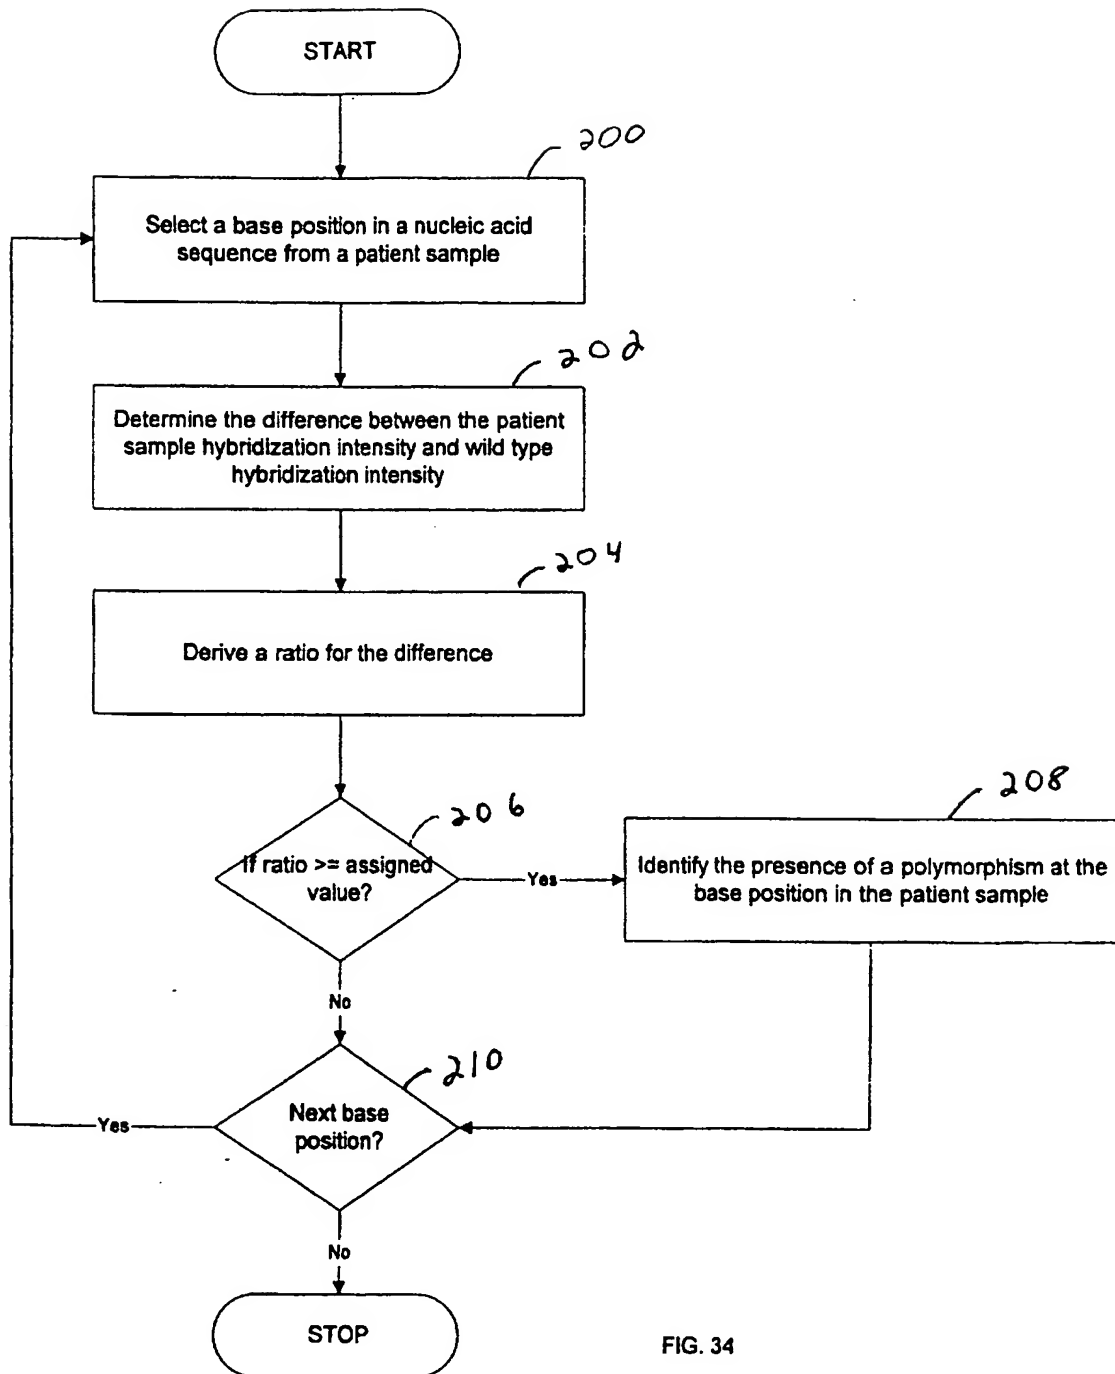 START
200
Select a base position in a nucleic acid
sequence from a patient sample
202
Determine the difference between the patient
sample hybridization intensity and wild type
hybridization intensity
204
Derive a ratio for the difference
206
If ratio >= assigned
value?
Yes
208
Identify the presence of a polymorphism at the
base position in the patient sample
No
210
Next base
position?
Yes
No
STOP
FIG. 34